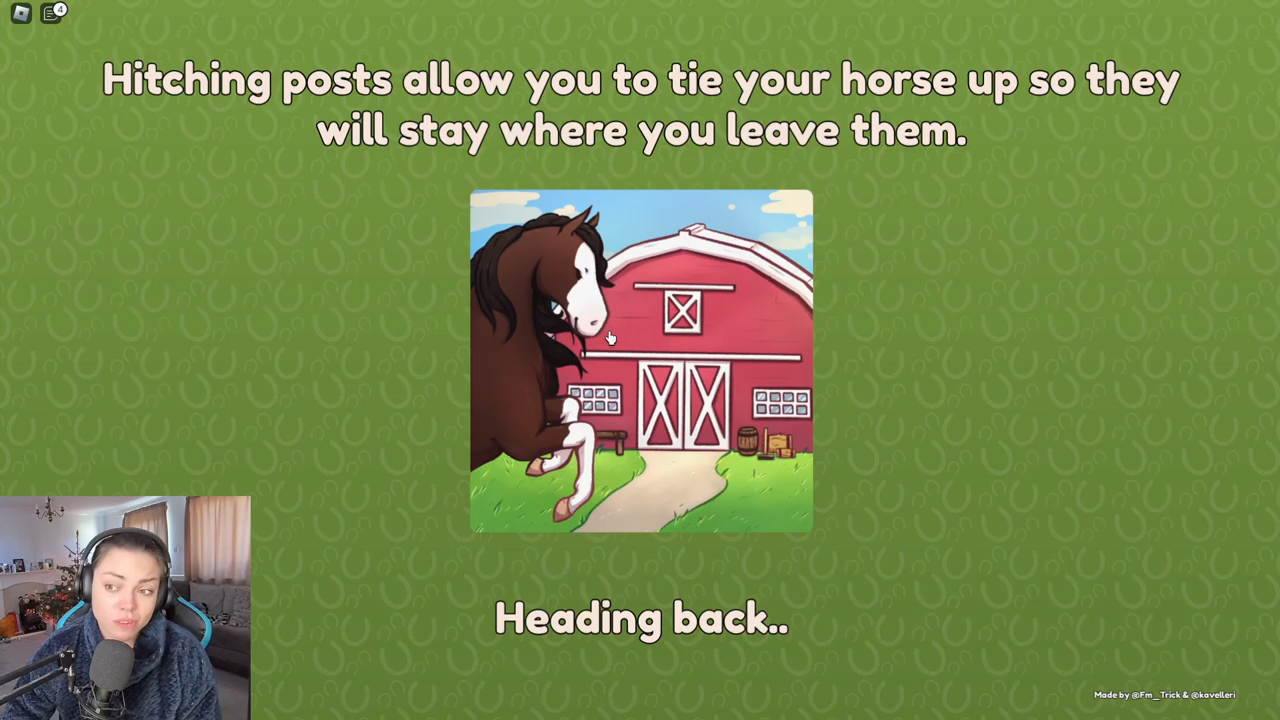 4
Hitching posts allow you to tie your horse up so they
will stay where you leave them.
Heading back..
Made by @Fm_Trick & @kavelleri